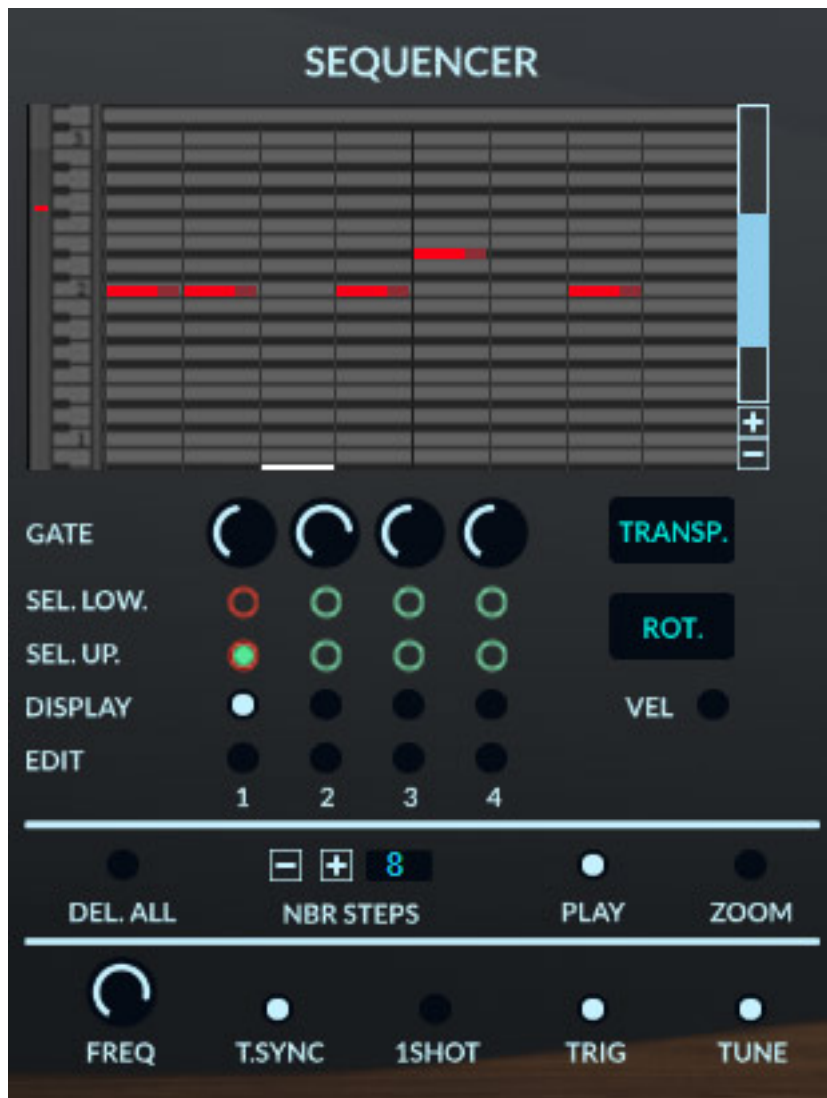 SEQUENCER
GATE
TRANSP.
SEL. LOW.
ROT.
SEL. UP.
DISPLAY
VEL
EDIT
1 2 3 4
8
DEL. ALL NBR STEPS PLAY ZOOM
FREQ T.SYNC 1SHOT TRIG TUNE